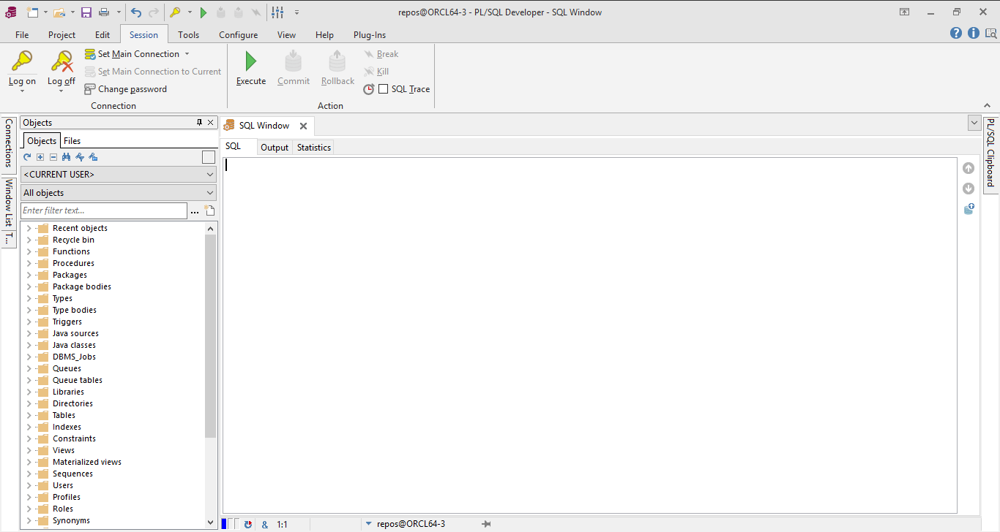 repos@ORCL64-3 - PL/SQL Developer - SQL Window
File Project Edit Session Tools Configure View Help Plug-Ins
Log on
Log off
Set Main Connection
Set Main Connection to Current
Change password
Connection
Execute
Commit
Rollback
Break
Kill
SQL Trace
Action
Connections
Window List
T...
Objects
Objects Files
<CURRENT USER>
All objects
Enter filter text...
...
Recent objects
Recycle bin
Functions
Procedures
Packages
Package bodies
Types
Type bodies
Triggers
Java sources
Java classes
DBMS_Jobs
Queues
Queue tables
Libraries
Directories
Tables
Indexes
Constraints
Views
Materialized views
Sequences
Users
Profiles
Roles
Synonyms
SQL Window
SQL Output Statistics
PL/SQL Clipboard
& 1:1 repos@ORCL64-3